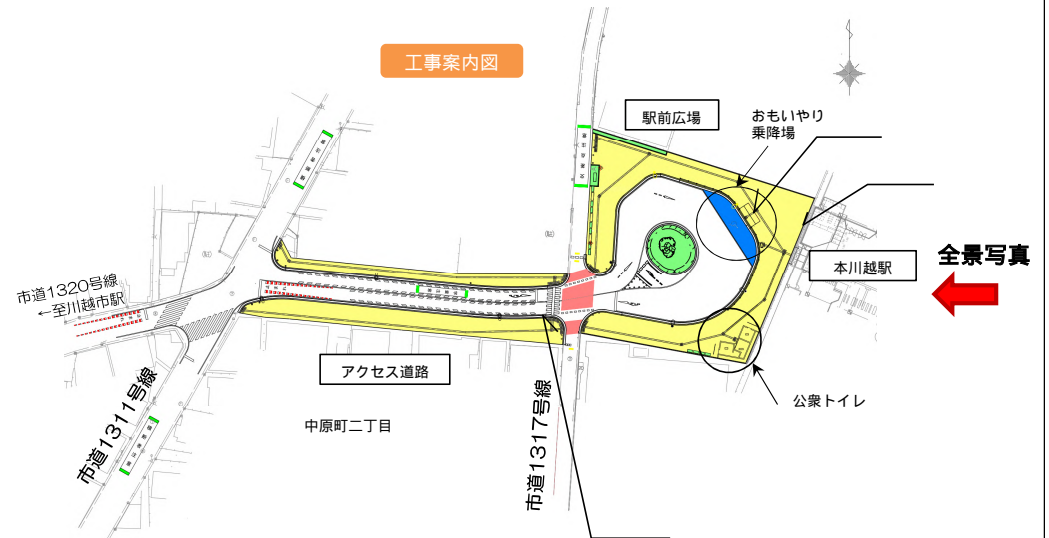 工事案内図
駅前広場
おもいやり
乗降場
本川越駅
全景写真
市道1320号線
←至川越市駅
アクセス道路
公衆トイレ
中原町二丁目
市道1311号線
市道1317号線